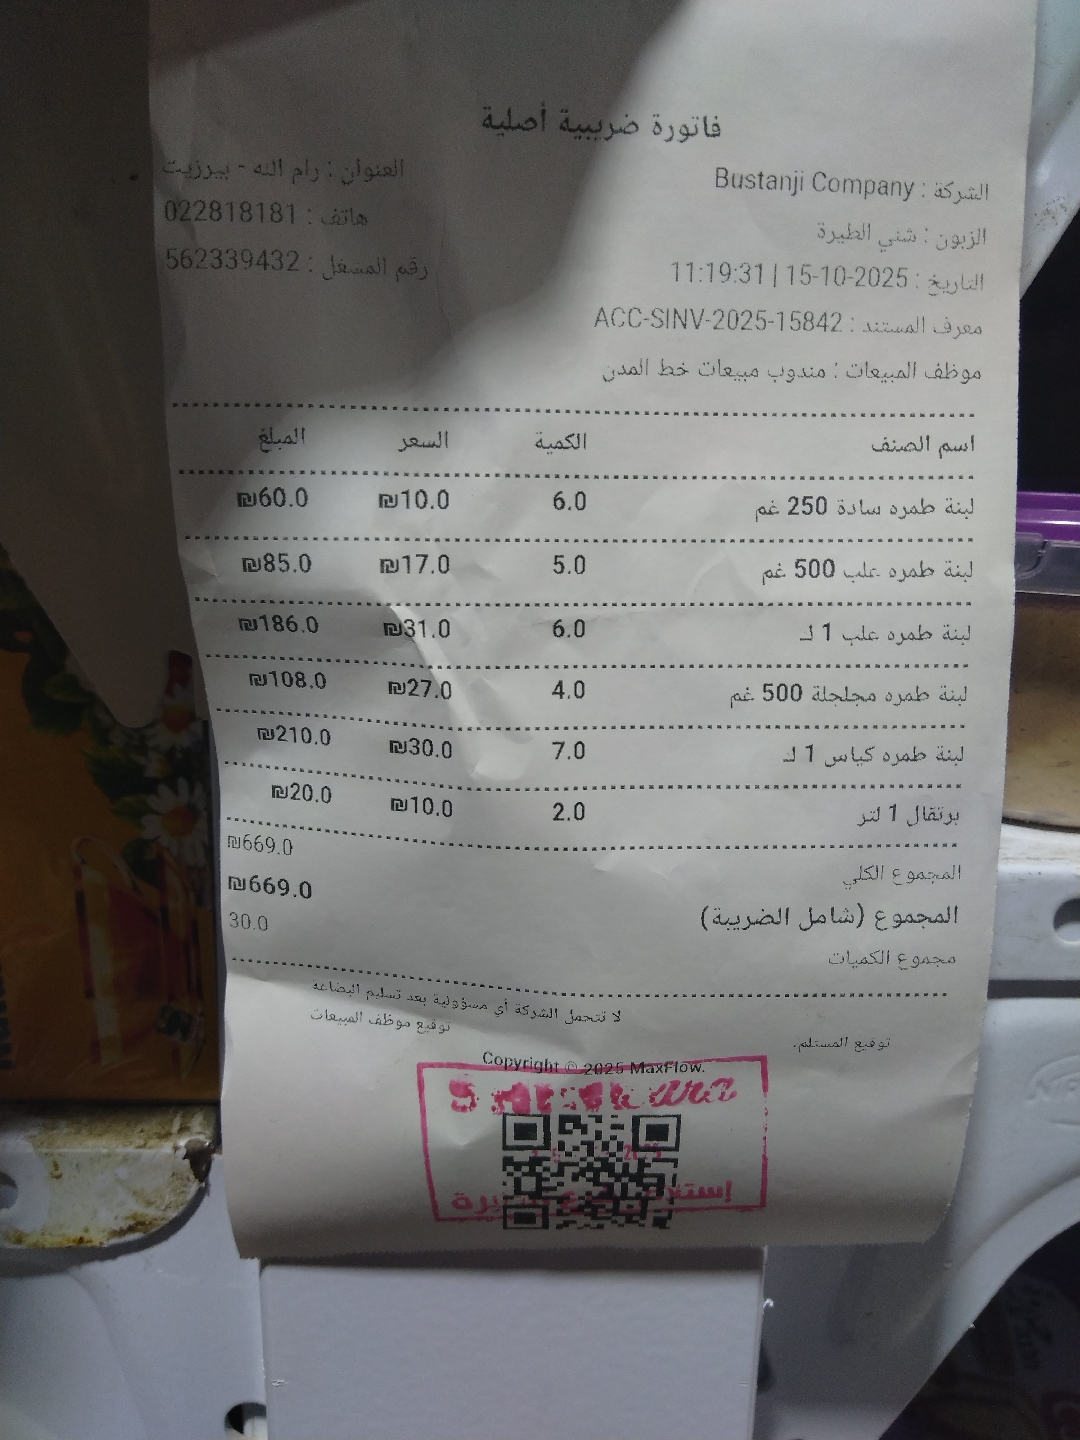 فاتورة ضريبية أصلية
الشركة : Bustanji Company
العنوان : رام الله - بيرزيت
الزبون : شني الطيرة
هاتف : 022818181
التاريخ : 15-10-2025 | 11:19:31
رقم المشغل : 562339432
معرف المستند : ACC-SINV-2025-15842
موظف المبيعات : مندوب مبيعات خط المدن
اسم الصنف الكمية السعر المبلغ
لبنة طمره سادة 250 غم 6.0 ₪10.0 ₪60.0
لبنة طمره علب 500 غم 5.0 ₪17.0 ₪85.0
لبنة طمره علب 1 لـ 6.0 ₪31.0 ₪186.0
لبنة طمره مجلجلة 500 غم 4.0 ₪27.0 ₪108.0
لبنة طمره كياس 1 لـ 7.0 ₪30.0 ₪210.0
برتقال 1 لتر 2.0 ₪10.0 ₪20.0
المجموع الكلي ₪669.0
المجموع (شامل الضريبة) ₪669.0
مجموع الكميات 30.0
لا تتحمل الشركة أي مسؤولية بعد تسليم البضاعة
توقيع المستلم. توقيع موظف المبيعات
Copyright © 2025 MaxFlow.